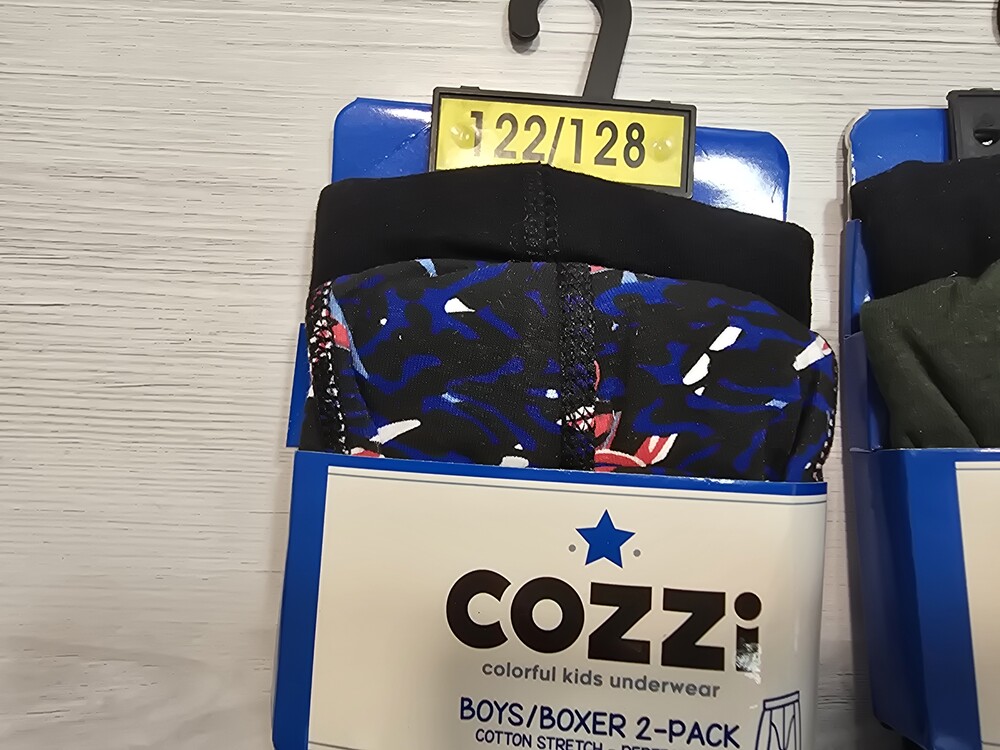 122/128
COZZi
colorful kids underwear
BOYS/BOXER 2-PACK
COTTON STRETCH -